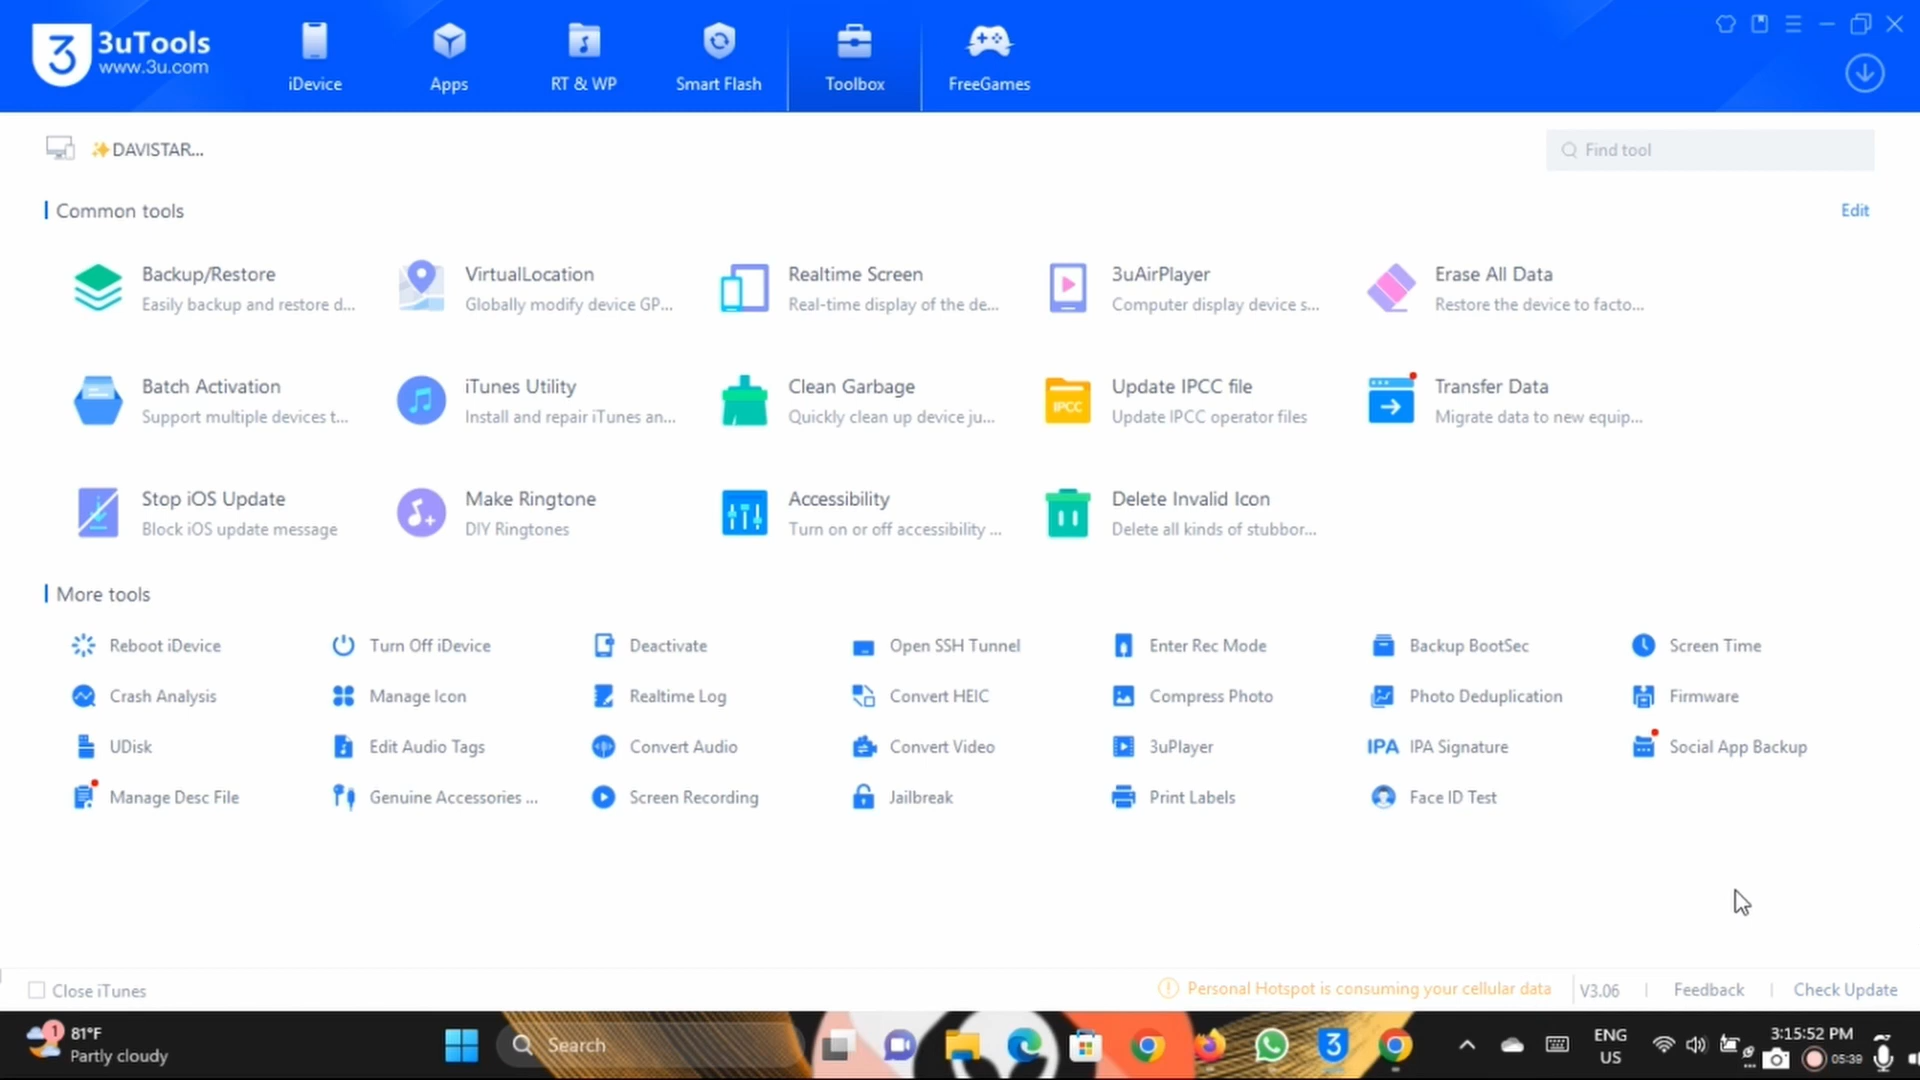 3 3uTools
www.3u.com
iDevice
Apps
RT & WP
Smart Flash
Toolbox
FreeGames
✨DAVISTAR...
Find tool
Common tools
Edit
Backup/Restore
Easily backup and restore d...
VirtualLocation
Globally modify device GP...
Realtime Screen
Real-time display of the de...
3uAirPlayer
Computer display device s...
Erase All Data
Restore the device to facto...
Batch Activation
Support multiple devices t...
iTunes Utility
Install and repair iTunes an...
Clean Garbage
Quickly clean up device ju...
IPCC
Update IPCC file
Update IPCC operator files
Transfer Data
Migrate data to new equip...
Stop iOS Update
Block iOS update message
Make Ringtone
DIY Ringtones
Accessibility
Turn on or off accessibility ...
Delete Invalid Icon
Delete all kinds of stubbor...
More tools
Reboot iDevice
Turn Off iDevice
Deactivate
Open SSH Tunnel
Enter Rec Mode
Backup BootSec
Screen Time
Crash Analysis
Manage Icon
Realtime Log
Convert HEIC
Compress Photo
Photo Deduplication
Firmware
UDisk
Edit Audio Tags
Convert Audio
Convert Video
3uPlayer
IPA IPA Signature
Social App Backup
Manage Desc File
Genuine Accessories ...
Screen Recording
Jailbreak
Print Labels
Face ID Test
Close iTunes
Personal Hotspot is consuming your cellular data
V3.06
Feedback
Check Update
1
81°F
Partly cloudy
Search
3
ENG
US
3:15:52 PM
05:39